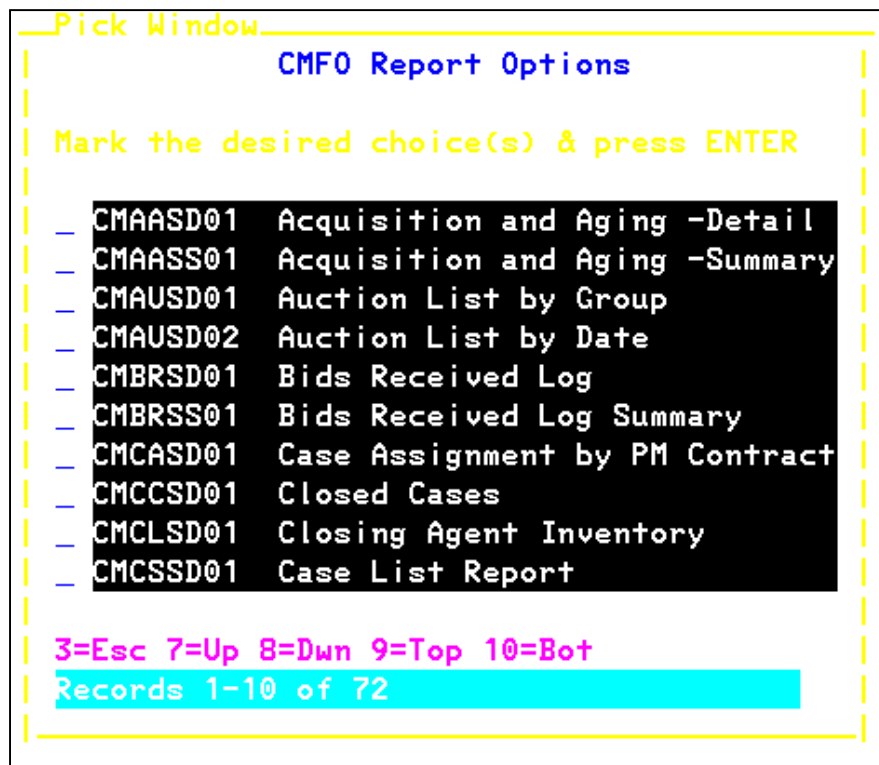 Pick Window
CMFO Report Options
Mark the desired choice(s) & press ENTER
_ CMAASD01 Acquisition and Aging -Detail
_ CMAASS01 Acquisition and Aging -Summary
_ CMAUSD01 Auction List by Group
_ CMAUSD02 Auction List by Date
_ CMBRSD01 Bids Received Log
_ CMBRSS01 Bids Received Log Summary
_ CMCASD01 Case Assignment by PM Contract
_ CMCCSD01 Closed Cases
_ CMCLSD01 Closing Agent Inventory
_ CMCSSD01 Case List Report
3=Esc 7=Up 8=Dwn 9=Top 10=Bot
Records 1-10 of 72